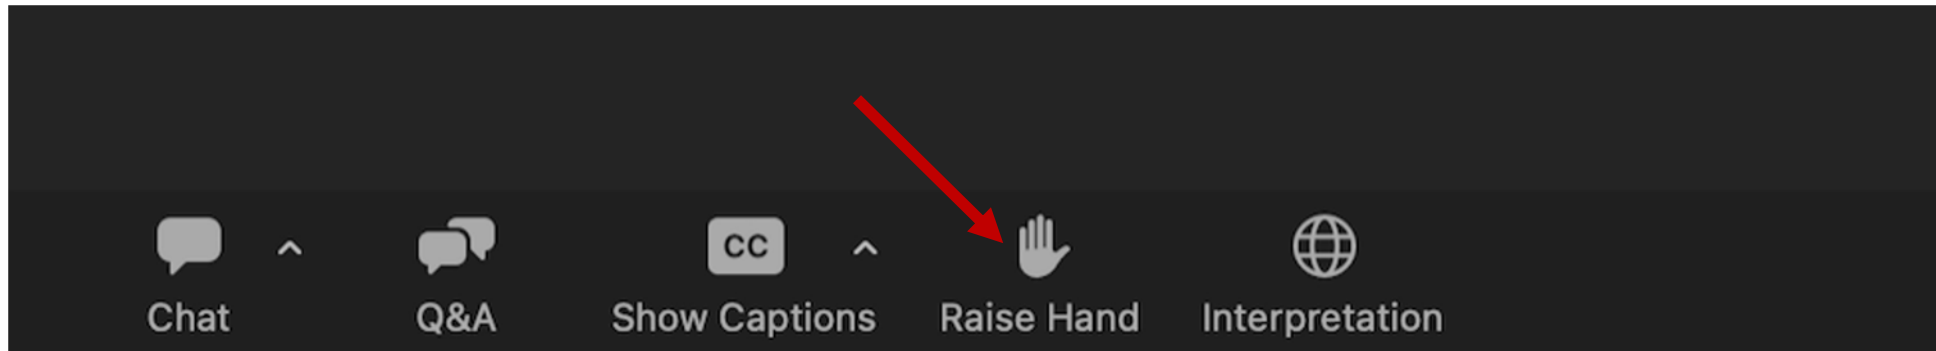 CC
Chat
Q&A
Show Captions
Raise Hand
Interpretation